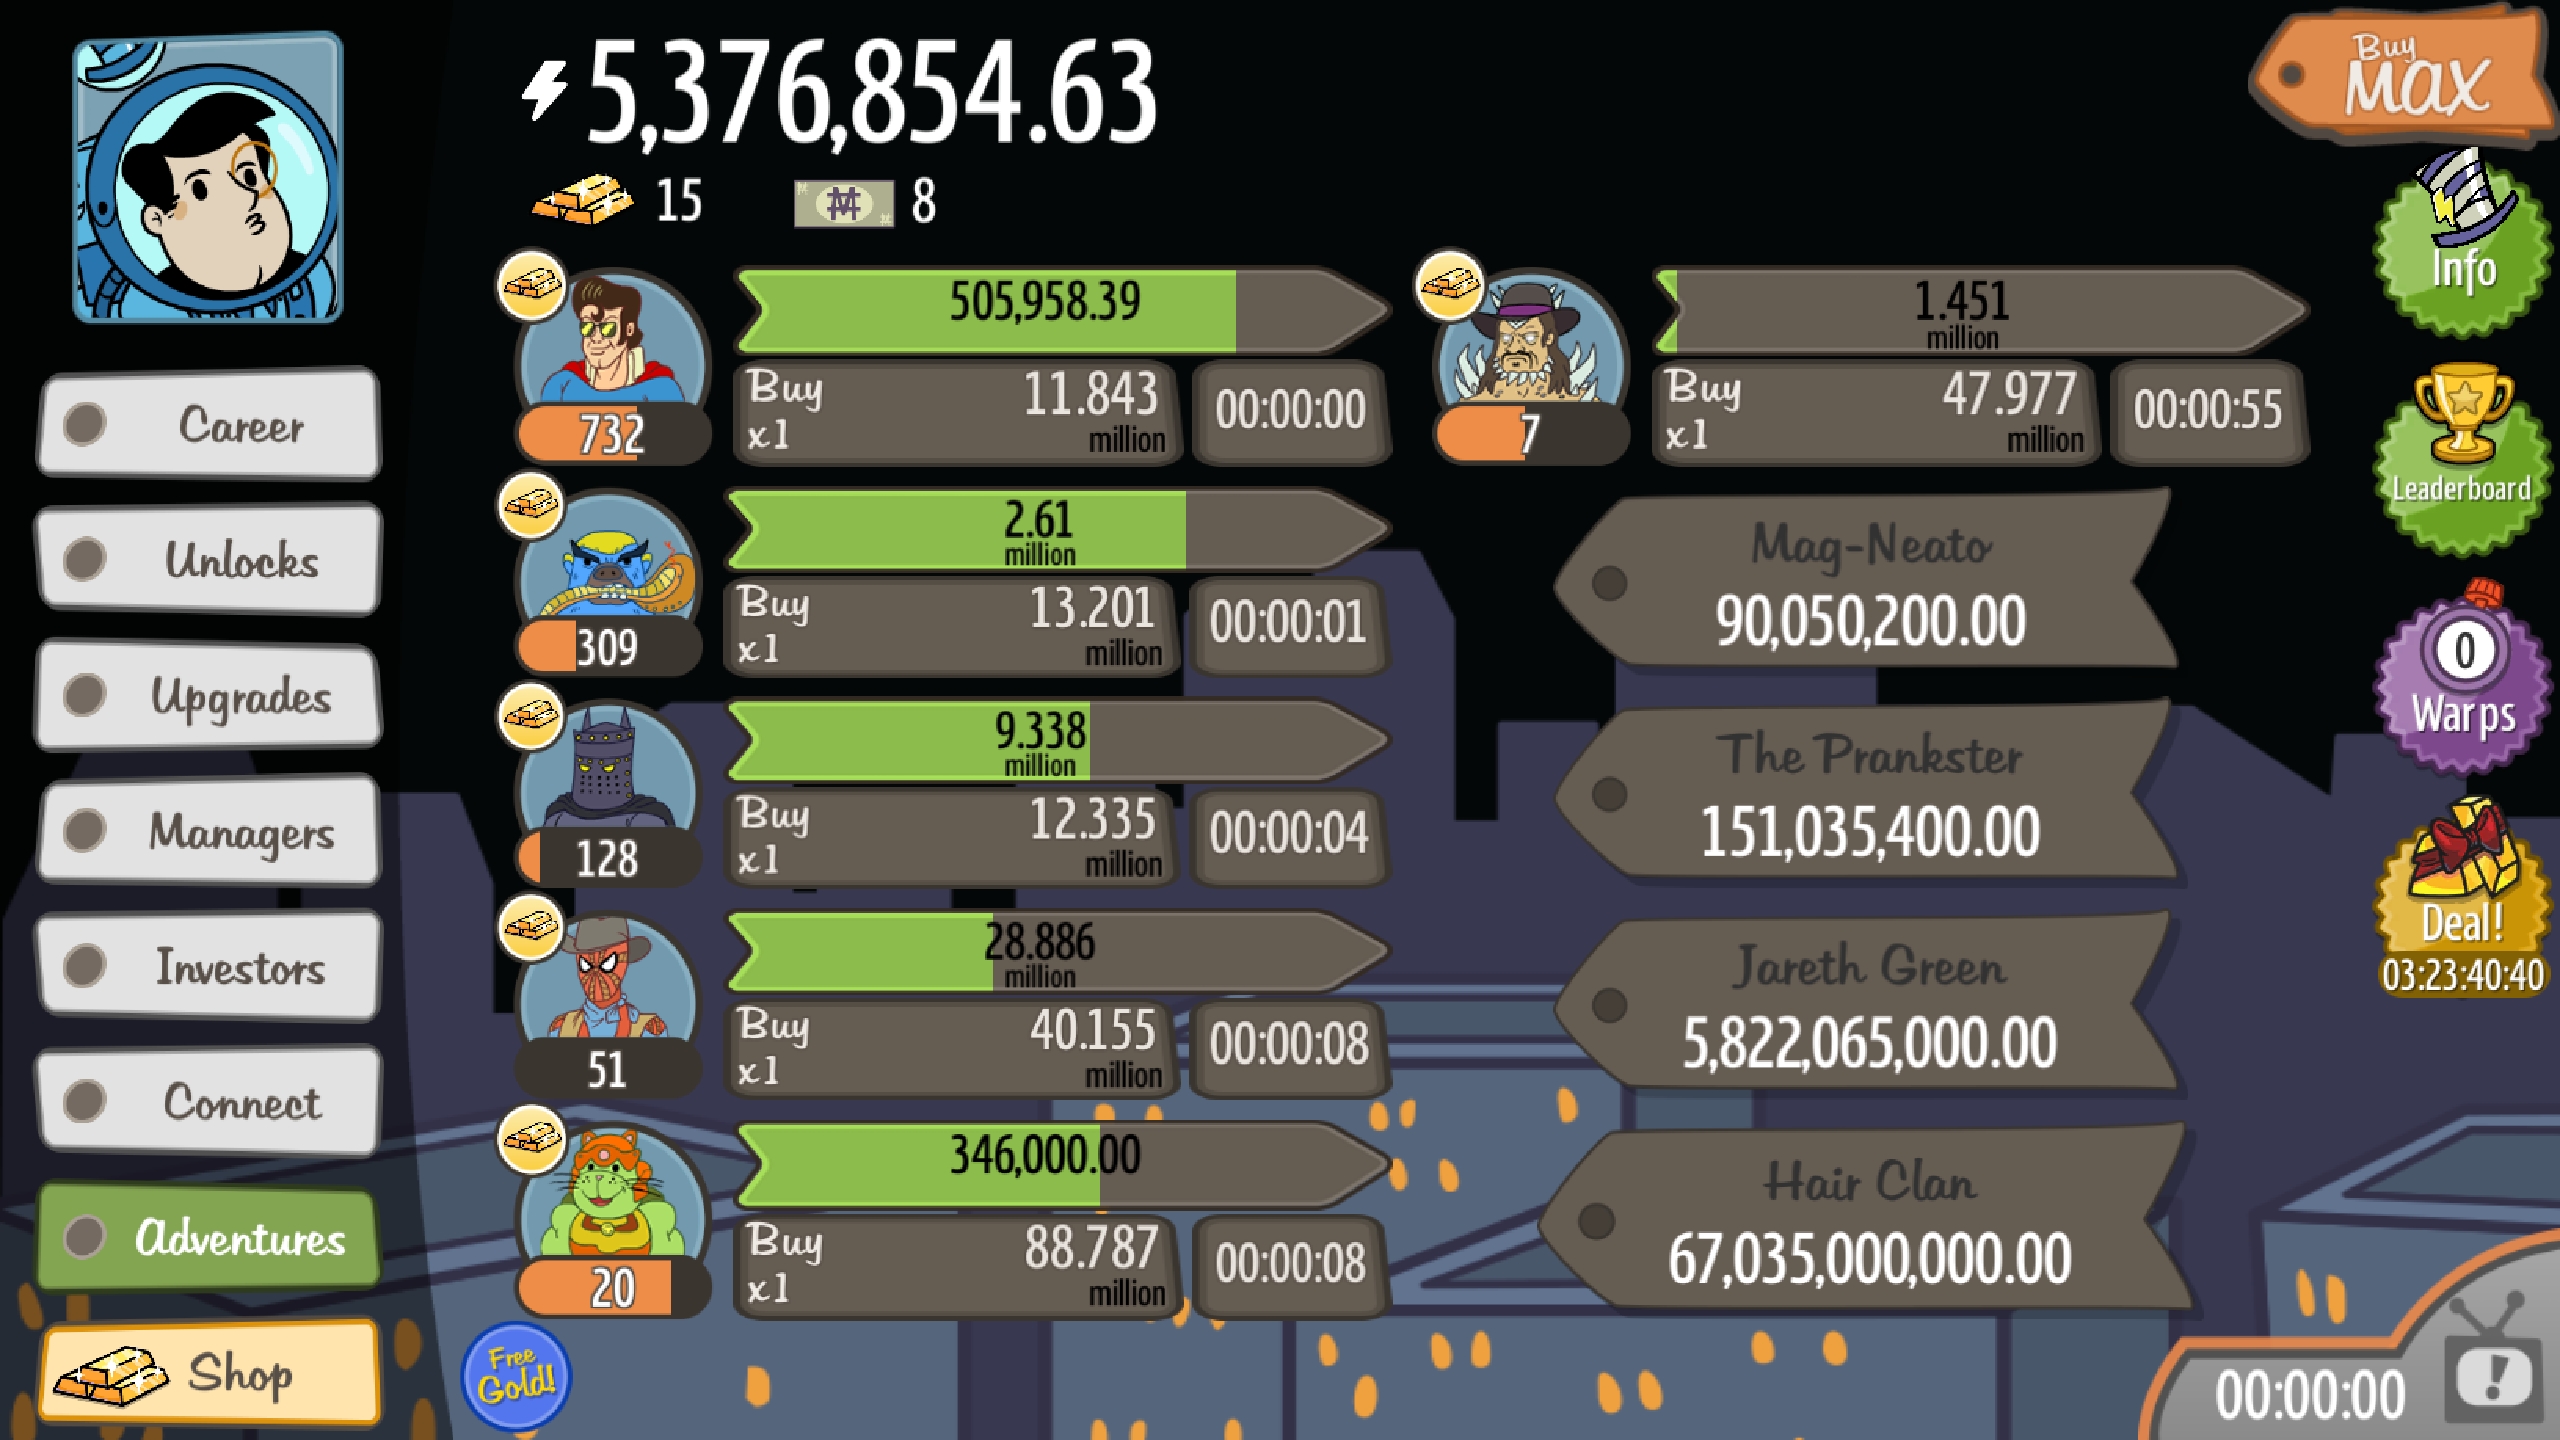 5,376,854.63
15
8
Buy
MAX
Career
Unlocks
Upgrades
Managers
Investors
Connect
Adventures
Shop
505,958.39
Buy
x1
11.843
million
00:00:00
732
2.61
million
Buy
x1
13.201
million
00:00:01
309
9.338
million
Buy
x1
12.335
million
00:00:04
128
28.886
million
Buy
x1
40.155
million
00:00:08
51
346,000.00
Buy
x1
88.787
million
00:00:08
20
Free
Gold!
1.451
million
Buy
x1
47.977
million
00:00:55
7
Mag-Neato
90,050,200.00
The Prankster
151,035,400.00
Jareth Green
5,822,065,000.00
Hair Clan
67,035,000,000.00
Info
Leaderboard
0
Warps
Deal!
03:23:40:40
00:00:00
!